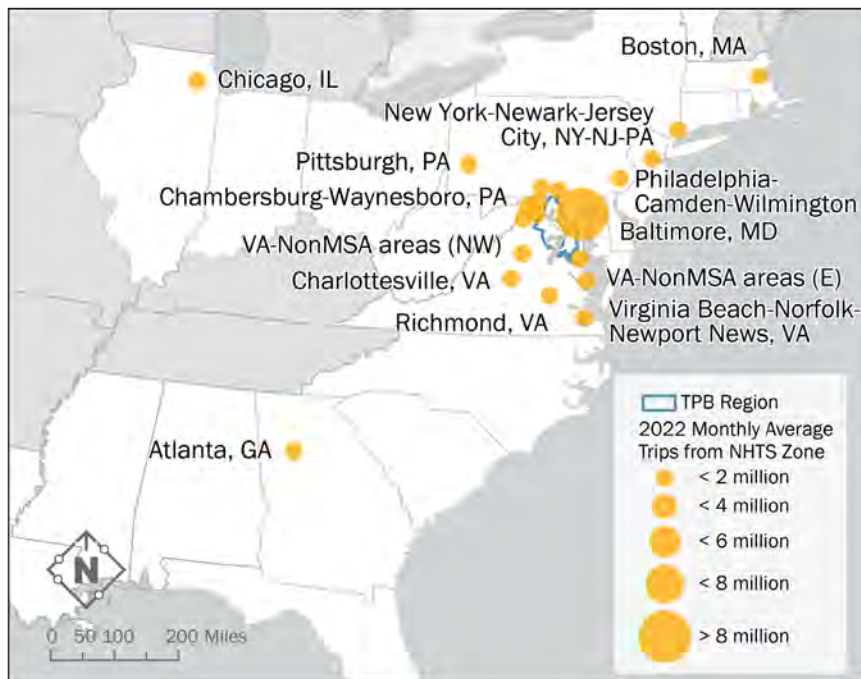 Boston, MA
Chicago, IL
New York-Newark-Jersey
City, NY-NJ-PA
Pittsburgh, PA
Philadelphia-
Camden-Wilmington
Chambersburg-Waynesboro, PA
Baltimore, MD
VA-NonMSA areas (NW)
Charlottesville, VA
VA-NonMSA areas (E)
Richmond, VA
Virginia Beach-Norfolk-
Newport News, VA
Atlanta, GA
TPB Region
2022 Monthly Average
Trips from NHTS Zone
< 2 million
< 4 million
< 6 million
< 8 million
> 8 million
N
0 50 100 200 Miles